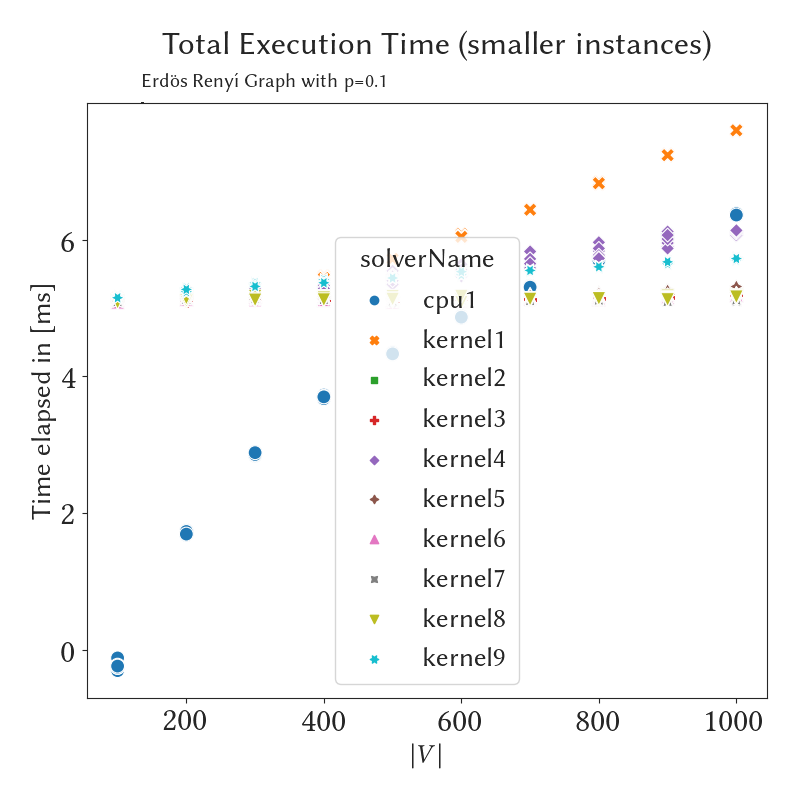 Total Execution Time (smaller instances)
Erdös Renyí Graph with p=0.1
Time elapsed in [ms]
6
4
2
0
solverName
cpu1
kernel1
kernel2
kernel3
kernel4
kernel5
kernel6
kernel7
kernel8
kernel9
200 400 600 800 1000
|V|